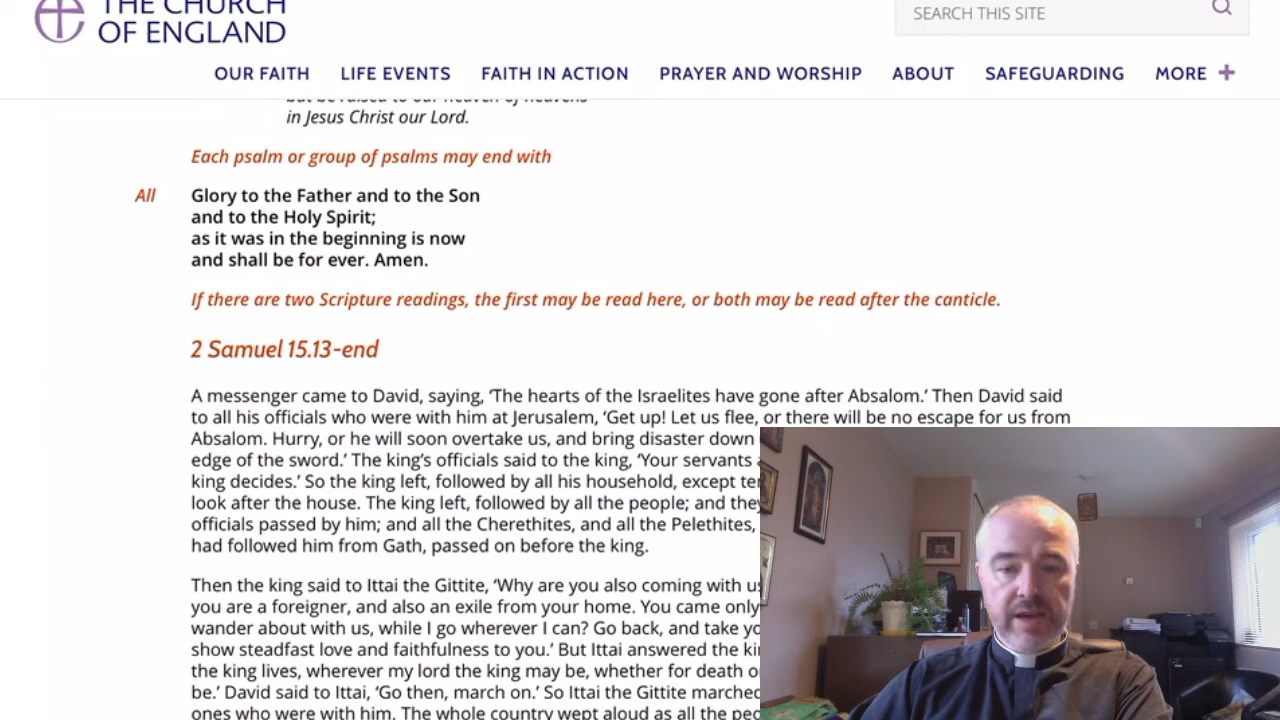 THE CHURCH
OF ENGLAND
SEARCH THIS SITE
OUR FAITH LIFE EVENTS FAITH IN ACTION PRAYER AND WORSHIP ABOUT SAFEGUARDING MORE +
but be raised to our heaven of heavens
in Jesus Christ our Lord.
Each psalm or group of psalms may end with
All Glory to the Father and to the Son
and to the Holy Spirit;
as it was in the beginning is now
and shall be for ever. Amen.
If there are two Scripture readings, the first may be read here, or both may be read after the canticle.
2 Samuel 15.13-end
A messenger came to David, saying, ‘The hearts of the Israelites have gone after Absalom.’ Then David said
to all his officials who were with him at Jerusalem, ‘Get up! Let us flee, or there will be no escape for us from
Absalom. Hurry, or he will soon overtake us, and bring disaster down
edge of the sword.’ The king’s officials said to the king, ‘Your servants
king decides.’ So the king left, followed by all his household, except
look after the house. The king left, followed by all the people; and
officials passed by him; and all the Cherethites, and all the Pelethites,
had followed him from Gath, passed on before the king.
Then the king said to Ittai the Gittite, ‘Why are you also coming with
you are a foreigner, and also an exile from your home. You came only
wander about with us, while I go wherever I can? Go back, and take
show steadfast love and faithfulness to you.’ But Ittai answered the
the king lives, wherever my lord the king may be, whether for death
be.’ David said to Ittai, ‘Go then, march on.’ So Ittai the Gittite marched
ones who were with him. The whole country wept aloud as all the